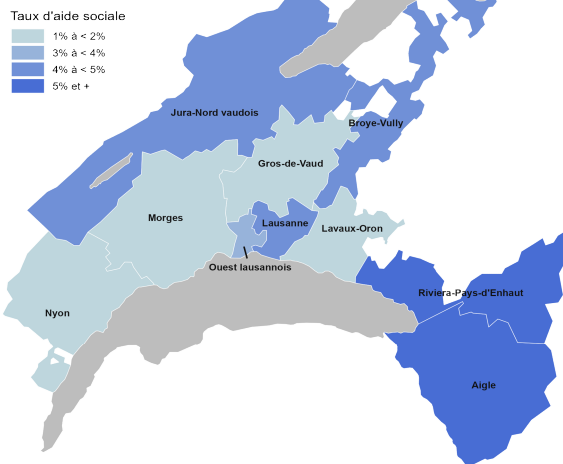 Taux d'aide sociale
1% à < 2%
3% à < 4%
4% à < 5%
5% et +
Jura-Nord vaudois
Broye-Vully
Gros-de-Vaud
Morges
Lausanne
Lavaux-Oron
Ouest lausannois
Riviera-Pays-d'Enhaut
Nyon
Aigle